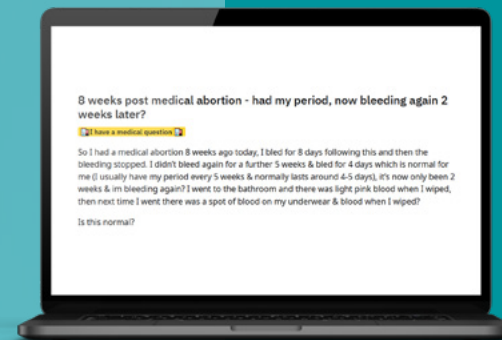 8 weeks post medical abortion - had my period, now bleeding again 2
weeks later?
I have a medical question
So I had a medical abortion 8 weeks ago today, I bled for 8 days following this and then the
bleeding stopped. I didn't bleed again for a further 5 weeks & bled for 4 days which is normal for
me (I usually have my period every 5 weeks & normally lasts around 4-5 days), it's now only been 2
weeks & im bleeding again? I went to the bathroom and there was light pink blood when I wiped,
then next time I went there was a spot of blood on my underwear & blood when I wiped?
Is this normal?